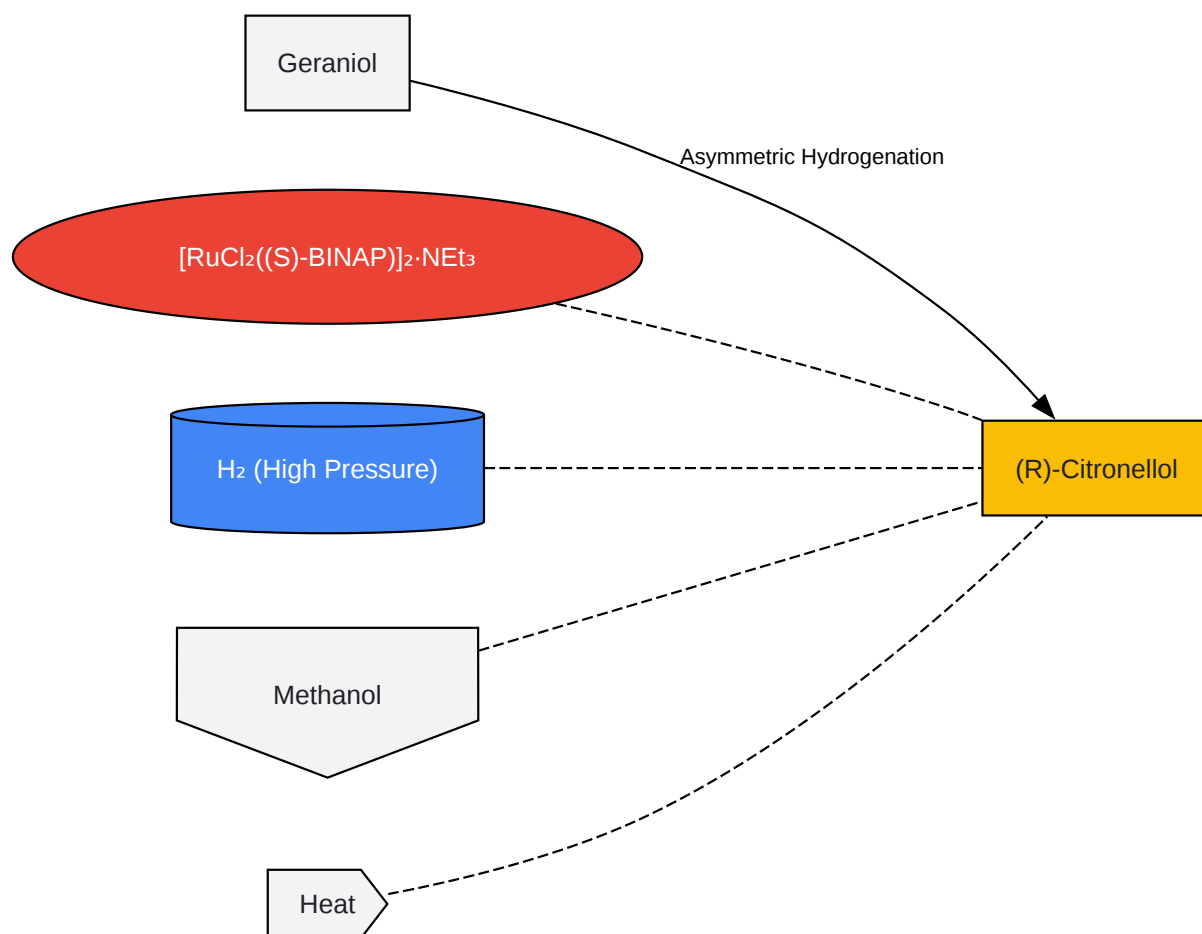 Geraniol
Asymmetric Hydrogenation
[RuCl₂((S)-BINAP)]₂·NEt₃
H₂ (High Pressure)
(R)-Citronellol
Methanol
Heat